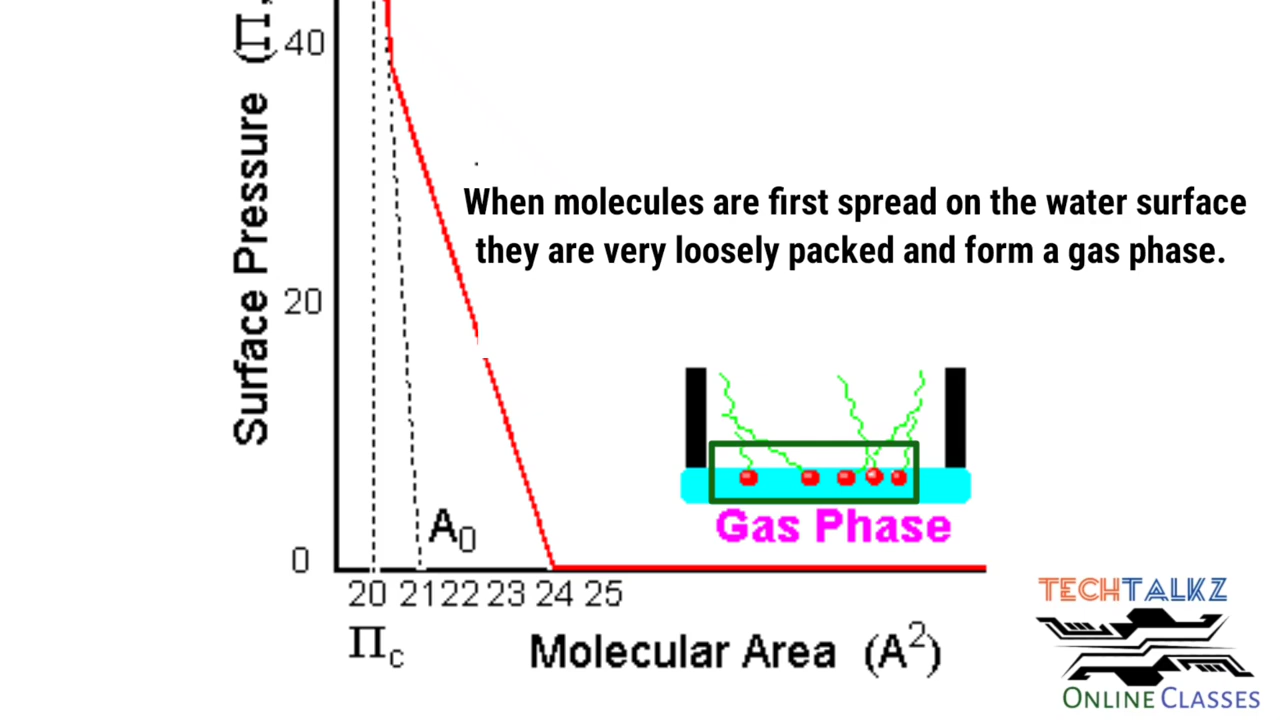 Surface Pressure (Π,
40
20
0
When molecules are first spread on the water surface
they are very loosely packed and form a gas phase.
Gas Phase
A₀
20 21 22 23 24 25
Πc
Molecular Area (A²)
TECHTALKZ
ONLINE CLASSES